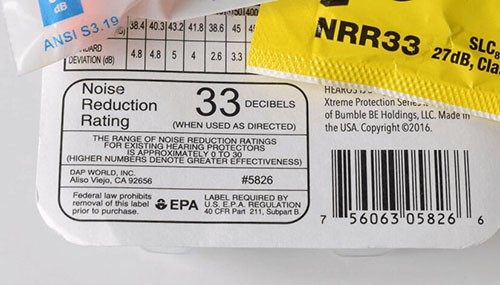 dB
ANSI S3.19
NRR33
27dB, Cla
38.4 40.3 43.2 41.8 38.6 45
DEVIATION (dB) 4.8 4.8 5 4 2.6 3.3
Noise
Reduction
Rating
33 DECIBELS
(WHEN USED AS DIRECTED)
THE RANGE OF NOISE REDUCTION RATINGS
FOR EXISTING HEARING PROTECTORS
IS APPROXIMATELY 0 TO 30
(HIGHER NUMBERS DENOTE GREATER EFFECTIVENESS)
DAP WORLD, INC.
Aliso Viejo, CA 92656 #5826
Federal law prohibits
removal of this label
prior to purchase.
EPA
LABEL REQUIRED BY
U.S. E.P.A. REGULATION
40 CFR Part 211, Subpart B.
Xtreme Protection
of Bumble BE Holdings, LLC. Made in
the USA. Copyright ©2016.
7 56063 05826 6